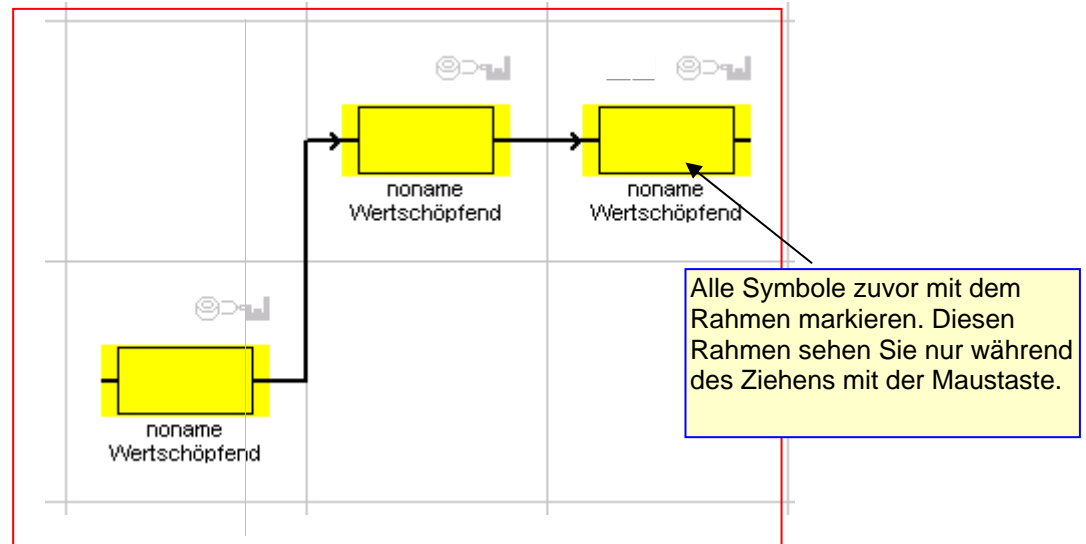 noname
Wertschöpfend
noname
Wertschöpfend
Alle Symbole zuvor mit dem
Rahmen markieren. Diesen
Rahmen sehen Sie nur während
des Ziehens mit der Maustaste.
noname
Wertschöpfend